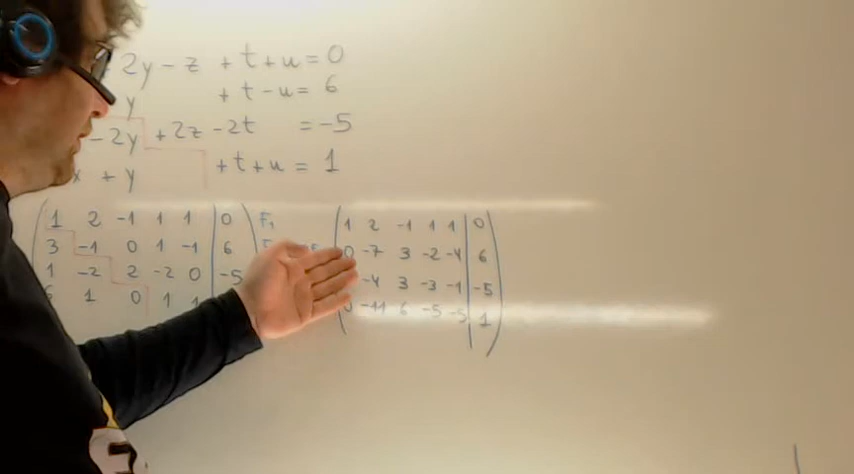 2y - z + t + u = 0
y + t - u = 6
- 2y + 2z - 2t = -5
x + y + t + u = 1
1 2 -1 1 1 0 F1 1 2 -1 1 1 0
3 -1 0 1 -1 6 0 -7 3 -2 -4 6
1 -2 2 -2 0 -5 -4 3 -3 -1 -5
1 0 1 1 0 -11 6 -5 -5 1